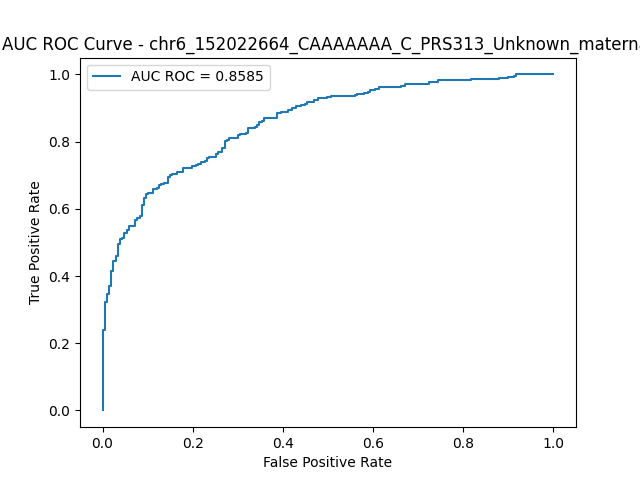 AUC ROC Curve - chr6_152022664_CAAAAAAA_C_PRS313_Unknown_matern
AUC ROC = 0.8585
1.0
0.8
0.6
0.4
0.2
0.0
True Positive Rate
0.0 0.2 0.4 0.6 0.8 1.0
False Positive Rate